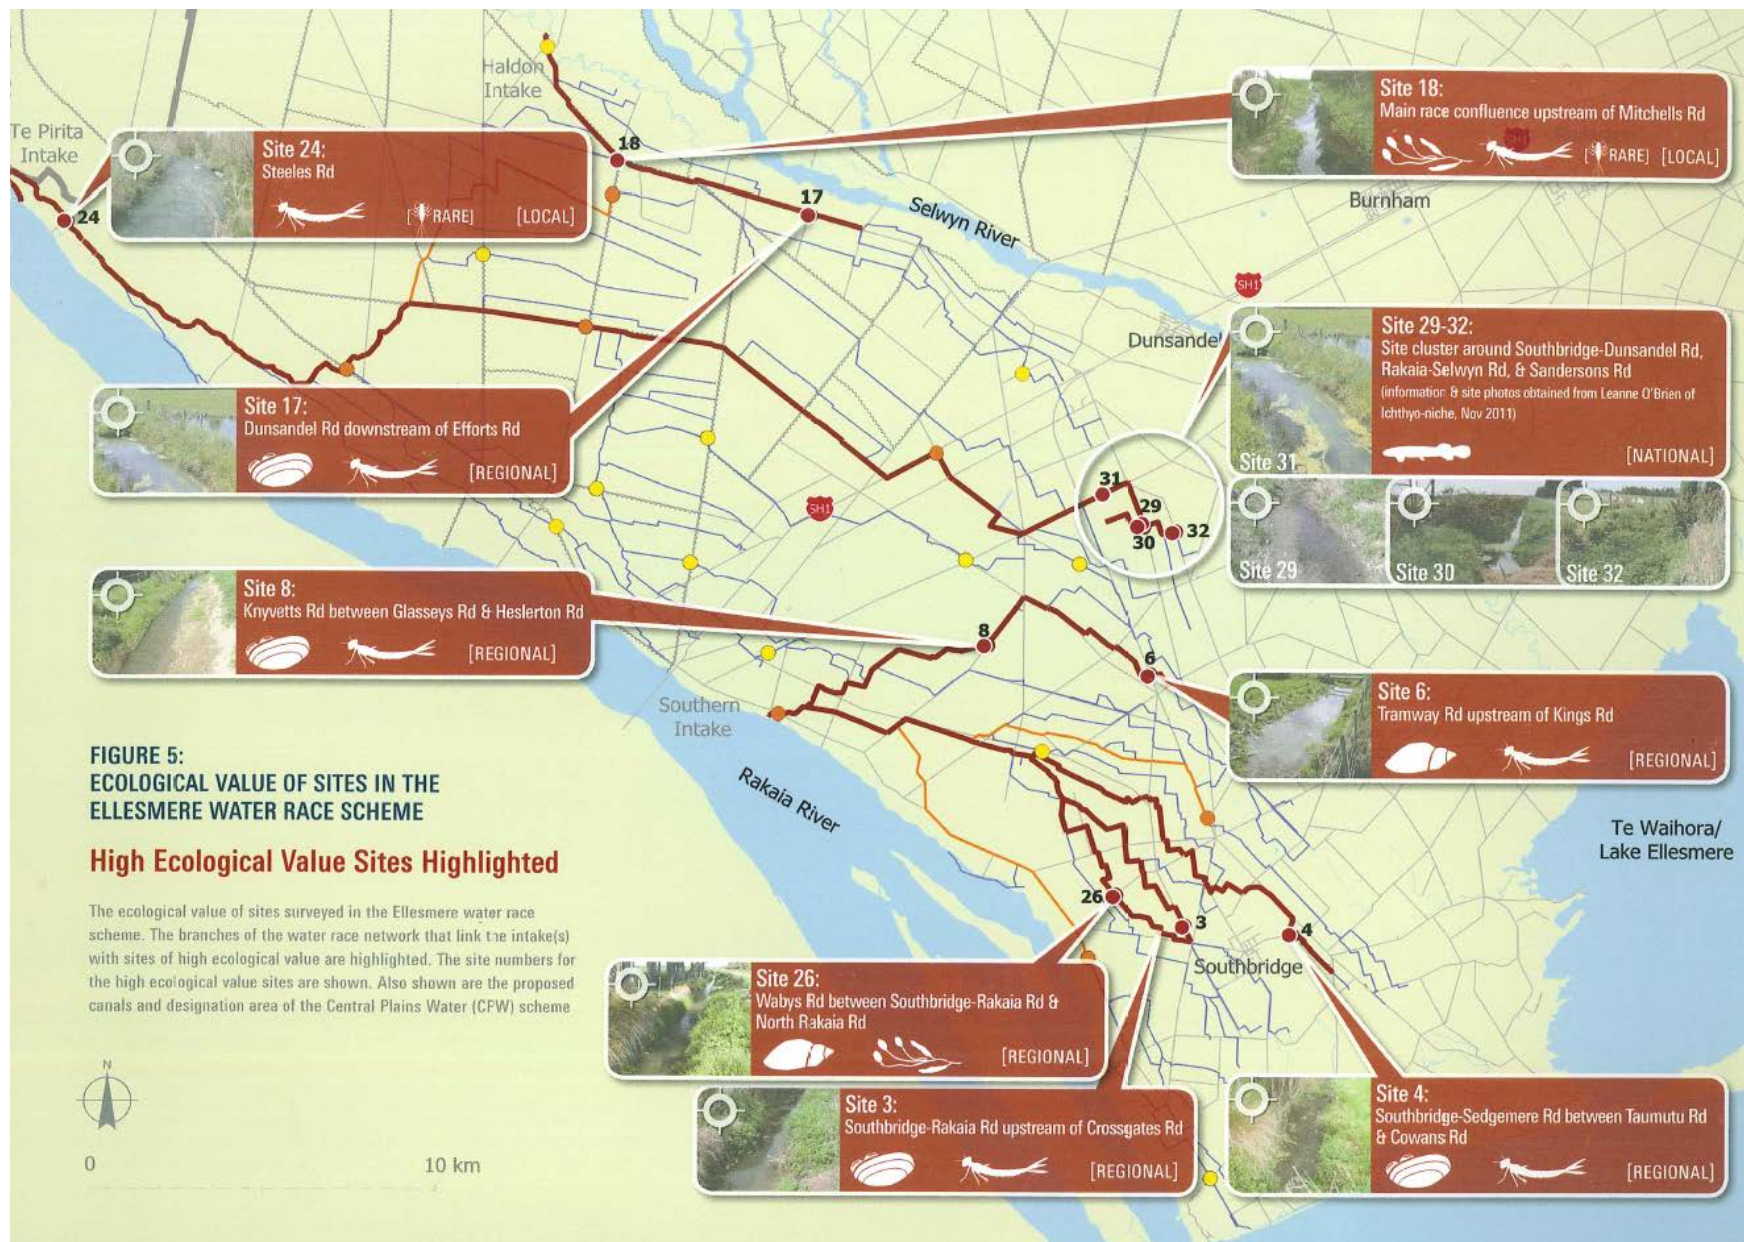 Haldon
Intake
Te Pirita
Intake
Site 24:
Steeles Rd
[RARE] [LOCAL]
24
18
17
Selwyn River
Site 18:
Main race confluence upstream of Mitchells Rd
[RARE] [LOCAL]
Burnham
SH1
Dunsandel
Site 29-32:
Site cluster around Southbridge-Dunsandel Rd,
Rakaia-Selwyn Rd, & Sandersons Rd
(information & site photos obtained from Leanne O'Brien of
Ichthyo-niche, Nov 2011)
[NATIONAL]
Site 31
Site 29
Site 30
Site 32
Site 17:
Dunsandel Rd downstream of Efforts Rd
[REGIONAL]
SH1
31
29
30
32
Site 8:
Knyvetts Rd between Glasseys Rd & Heslerton Rd
[REGIONAL]
8
6
Site 6:
Tramway Rd upstream of Kings Rd
[REGIONAL]
Southern
Intake
Rakaia River
Te Waihora/
Lake Ellesmere
FIGURE 5:
ECOLOGICAL VALUE OF SITES IN THE
ELLESMERE WATER RACE SCHEME
High Ecological Value Sites Highlighted
The ecological value of sites surveyed in the Ellesmere water race
scheme. The branches of the water race network that link the intake(s)
with sites of high ecological value are highlighted. The site numbers for
the high ecological value sites are shown. Also shown are the proposed
canals and designation area of the Central Plains Water (CFW) scheme
26
3
4
Southbridge
Site 26:
Wabys Rd between Southbridge-Rakaia Rd &
North Rakaia Rd
[REGIONAL]
Site 3:
Southbridge-Rakaia Rd upstream of Crossgates Rd
[REGIONAL]
Site 4:
Southbridge-Sedgemere Rd between Taumutu Rd
& Cowans Rd
[REGIONAL]
N
0 10 km